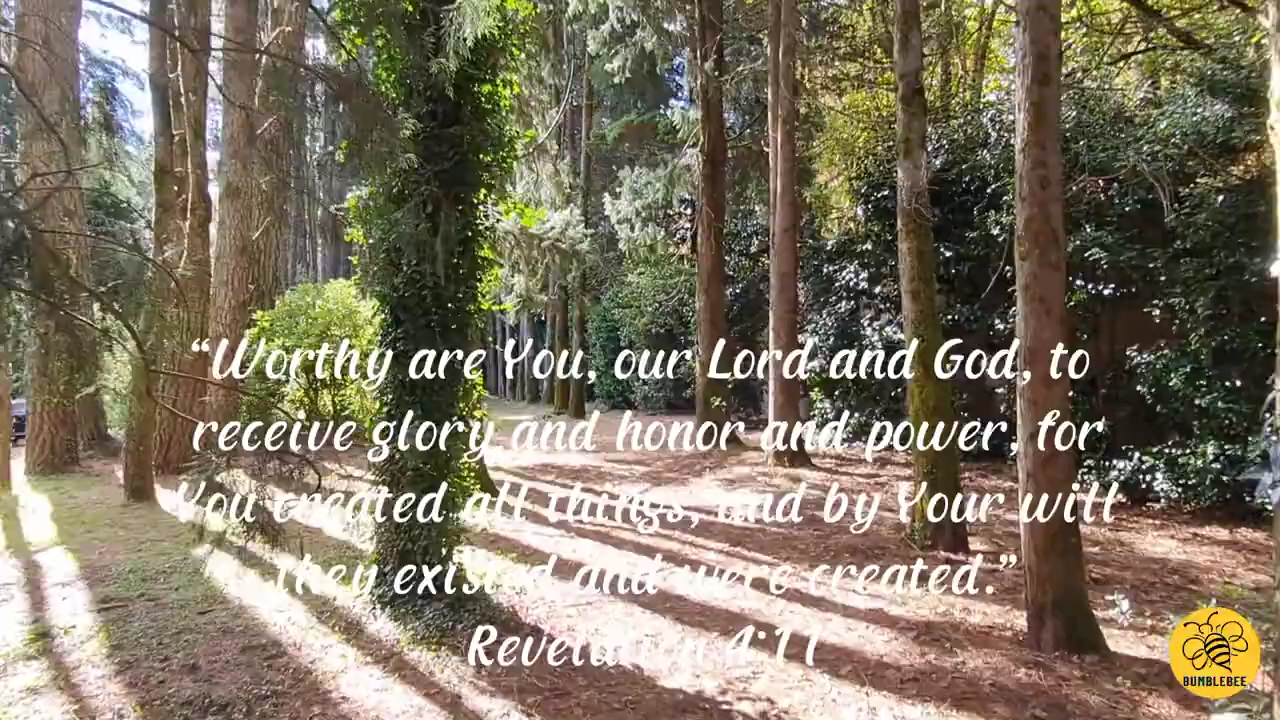 “Worthy are You, our Lord and God, to
receive glory and honor and power, for
You created all things, and by Your will
they existed and were created.”
Revelation 4:11
BUMBLEBEE